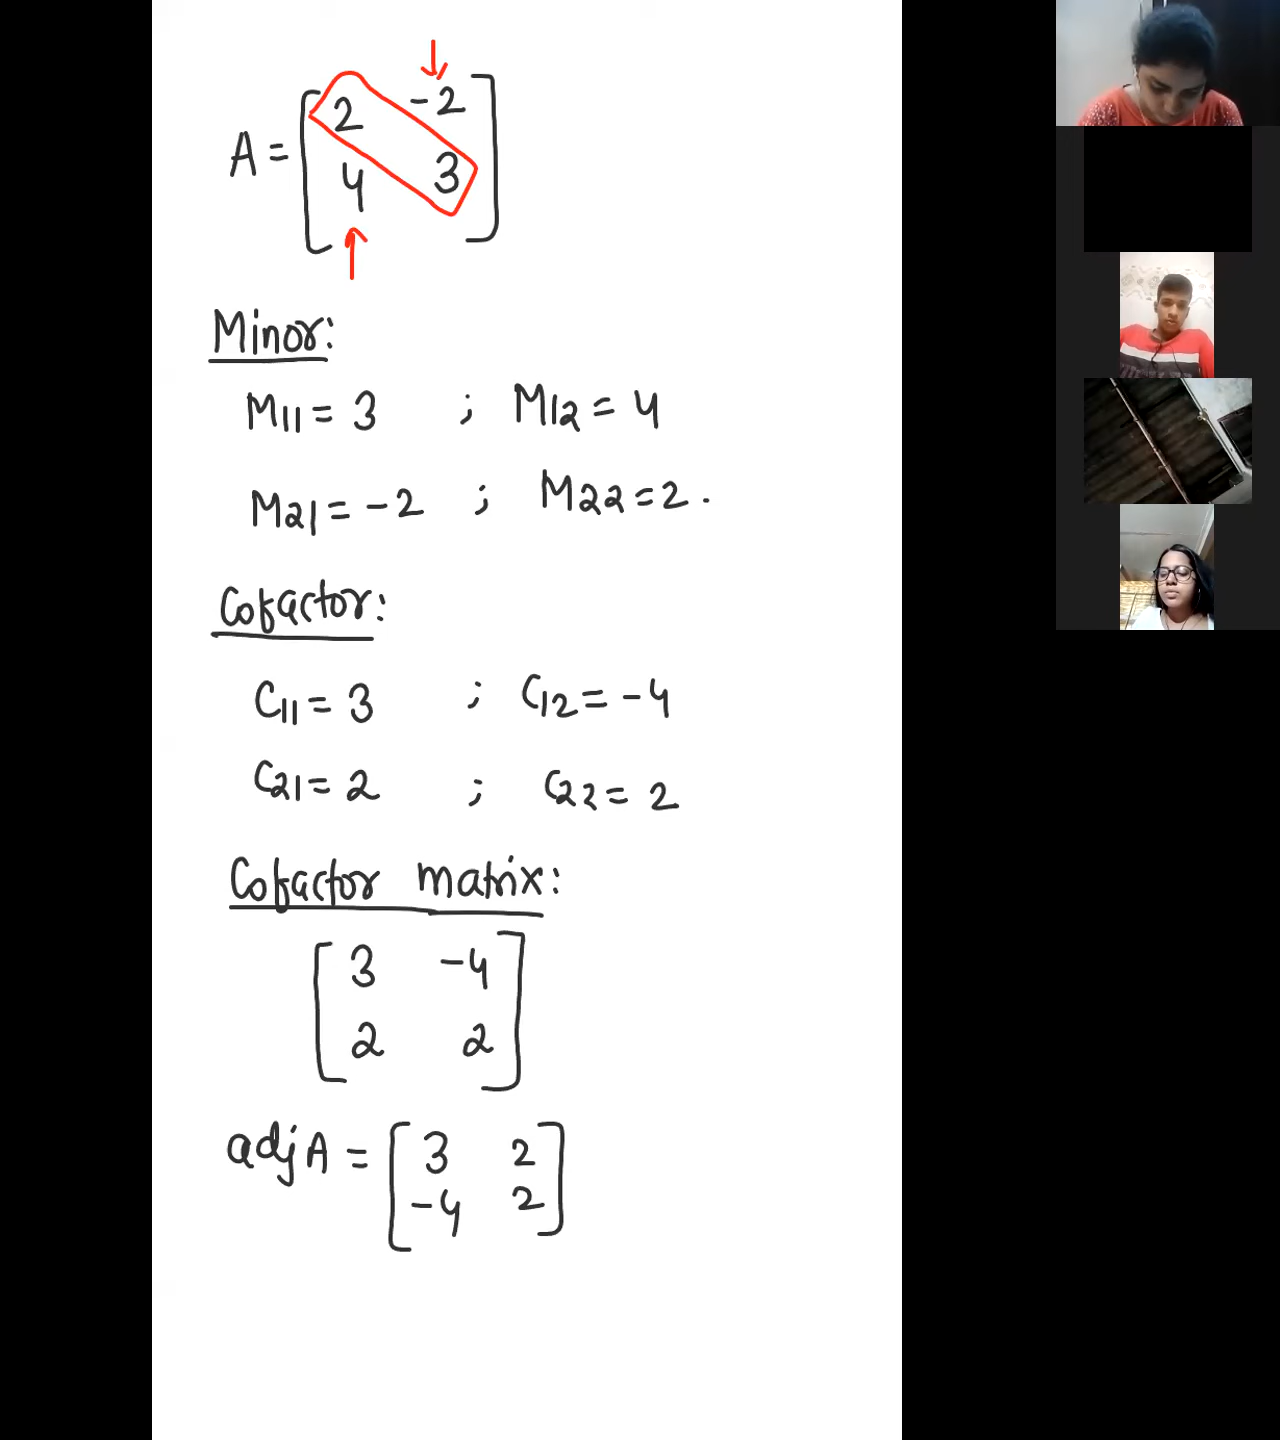 A = [ 2 -2
4 3 ]
Minor:
M11 = 3 ; M12 = 4
M21 = -2 ; M22 = 2 .
Cofactor:
C11 = 3 ; C12 = -4
C21 = 2 ; C22 = 2
Cofactor matrix:
[ 3 -4
2 2 ]
adj A = [ 3 2
-4 2 ]